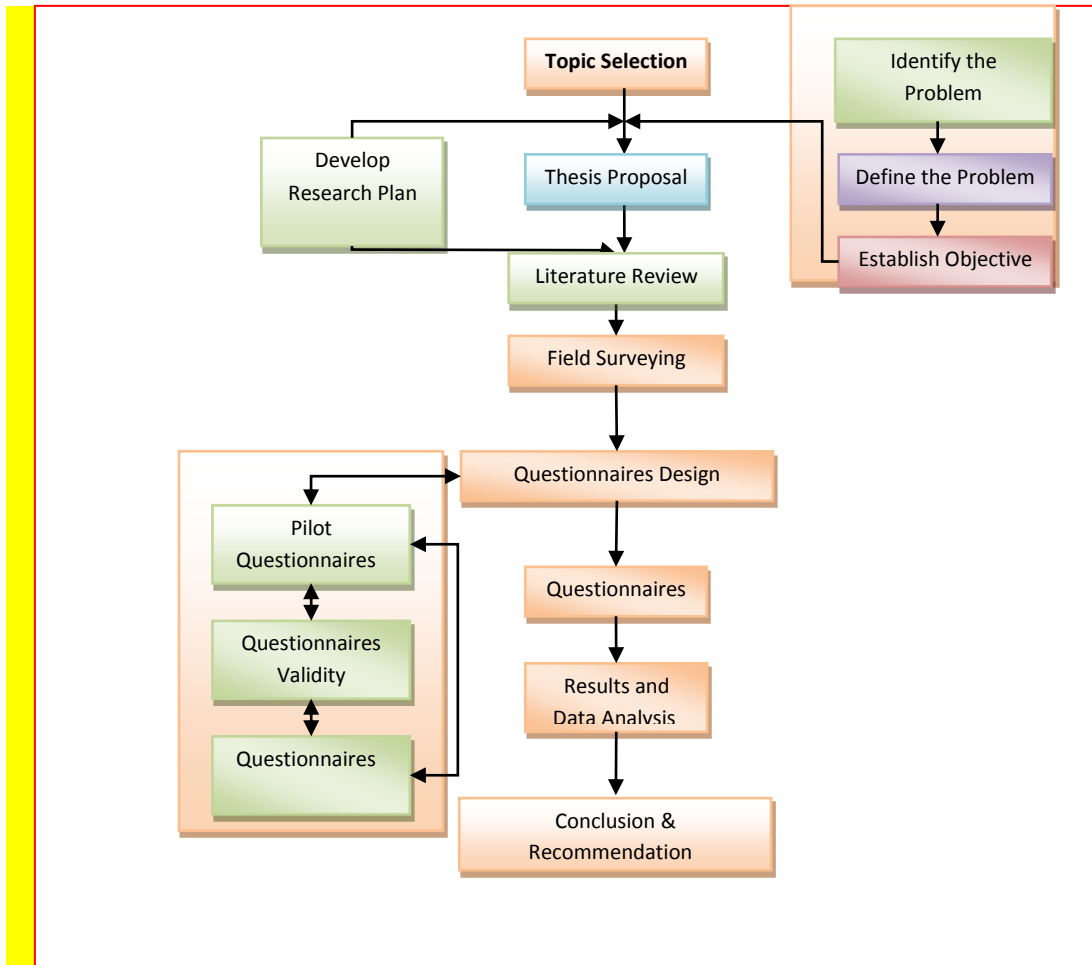 Topic Selection
Identify the
Problem
Develop
Research Plan
Thesis Proposal
Define the Problem
Establish Objective
Literature Review
Field Surveying
Questionnaires Design
Pilot
Questionnaires
Questionnaires
Questionnaires
Validity
Results and
Data Analysis
Questionnaires
Conclusion &
Recommendation